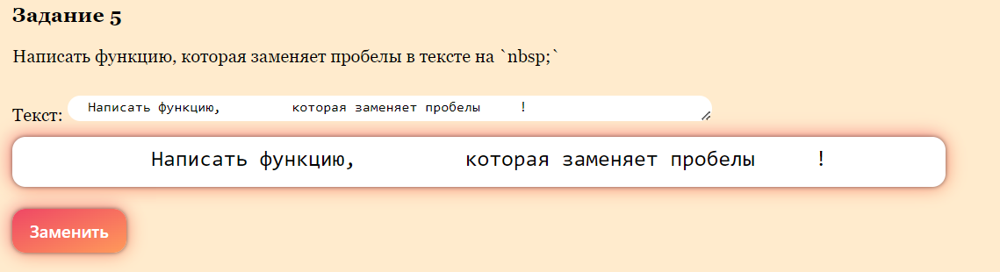 Задание 5
Написать функцию, которая заменяет пробелы в тексте на `nbsp;`
Текст: Написать функцию,         которая заменяет пробелы     !
Написать функцию,         которая заменяет пробелы     !
Заменить